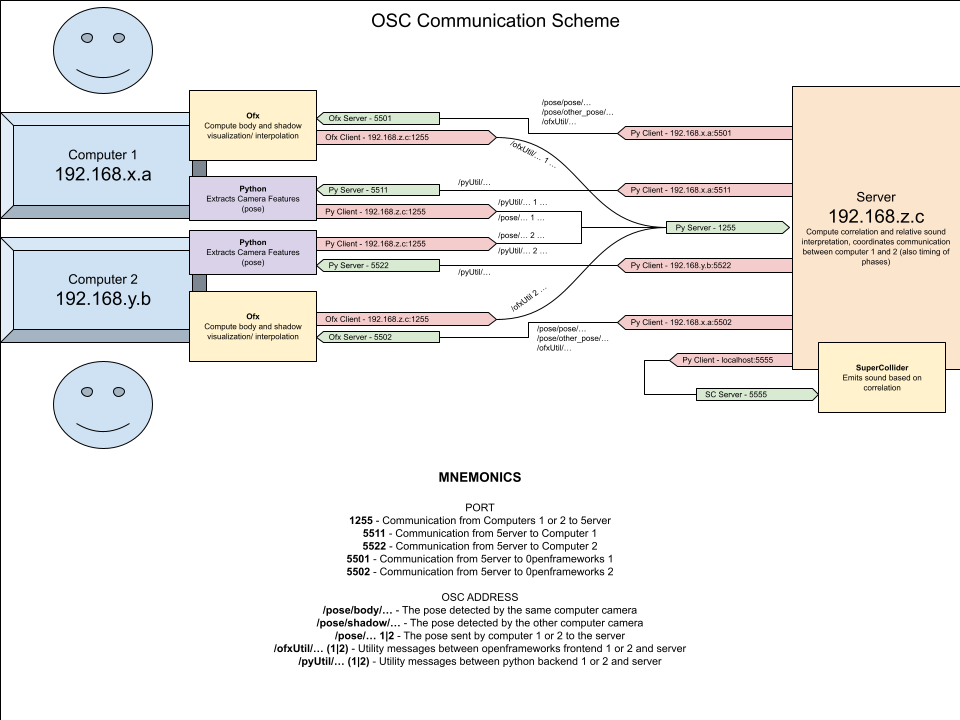 OSC Communication Scheme
Ofx
Compute body and shadow
visualization/ interpolation
Ofx Server - 5501
Ofx Client - 192.168.z.c:1255
/pose/pose/…
/pose/other_pose/…
/ofxUtil/…
Py Client - 192.168.x.a:5501
/ofxUtil/… 1 …
Computer 1
192.168.x.a
Python
Extracts Camera Features
(pose)
Py Server - 5511
/pyUtil/…
Py Client - 192.168.x.a:5511
Py Client - 192.168.z.c:1255
/pyUtil/… 1 …
/pose/… 1 …
Py Server - 1255
Server
192.168.z.c
Compute correlation and relative sound
interpretation, coordinates communication
between computer 1 and 2 (also timing of
phases)
Computer 2
192.168.y.b
Python
Extracts Camera Features
(pose)
Py Client - 192.168.z.c:1255
/pose/… 2 …
/pyUtil/… 2 …
Py Server - 5522
/pyUtil/…
Py Client - 192.168.y.b:5522
Ofx
Compute body and shadow
visualization/ interpolation
/ofxUtil 2 …
Ofx Client - 192.168.z.c:1255
Ofx Server - 5502
/pose/pose/…
/pose/other_pose/…
/ofxUtil/…
Py Client - 192.168.x.a:5502
Py Client - localhost:5555
SC Server - 5555
SuperCollider
Emits sound based on
correlation
MNEMONICS
PORT
1255 - Communication from Computers 1 or 2 to 5erver
5511 - Communication from 5erver to Computer 1
5522 - Communication from 5erver to Computer 2
5501 - Communication from 5erver to 0penframeworks 1
5502 - Communication from 5erver to 0penframeworks 2
OSC ADDRESS
/pose/body/… - The pose detected by the same computer camera
/pose/shadow/… - The pose detected by the other computer camera
/pose/… 1|2 - The pose sent by computer 1 or 2 to the server
/ofxUtil/… (1|2) - Utility messages between openframeworks frontend 1 or 2 and server
/pyUtil/… (1|2) - Utility messages between python backend 1 or 2 and server